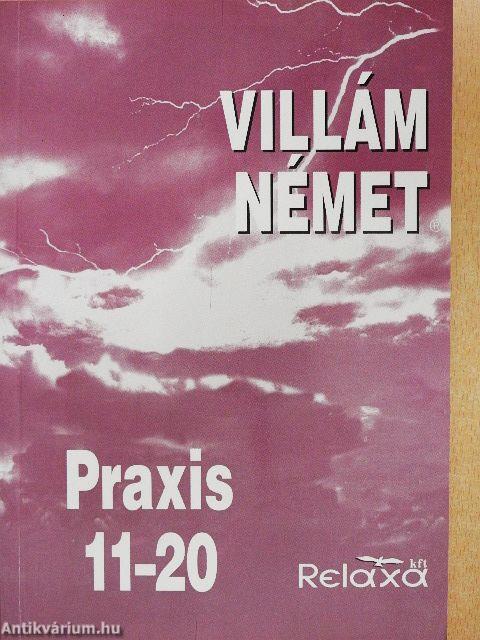 VILLÁM
NÉMET®
Praxis
11-20
kft
Relaxa
Antikvárium.hu